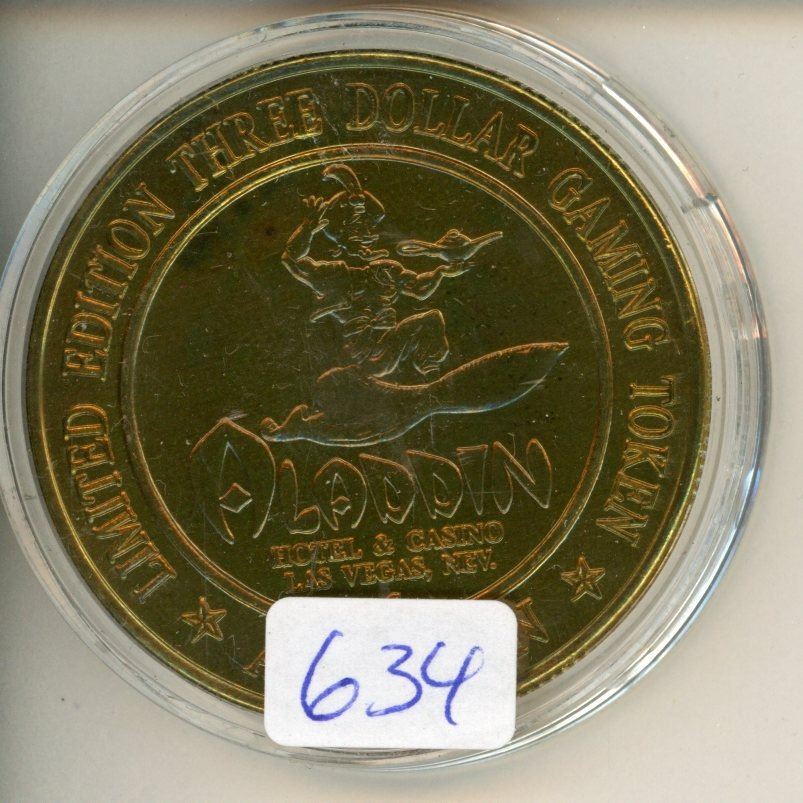 LIMITED EDITION THREE DOLLAR GAMING TOKEN
ALADDIN
HOTEL & CASINO
LAS VEGAS, NEV.
634